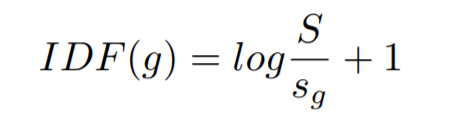 IDF(g) = log S/s_g + 1